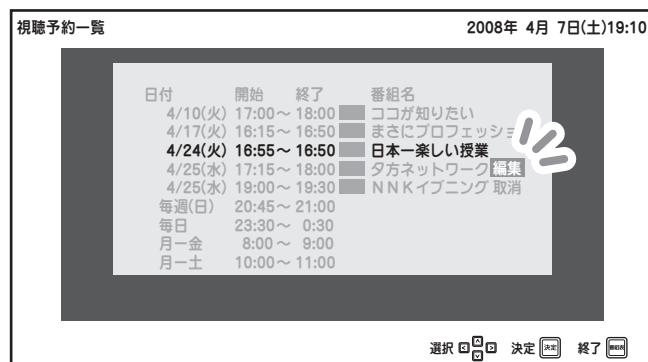 視聴予約一覧 2008年 4月 7日(土)19:10
日付 開始 終了 番組名
4/10(火) 17:00〜 18:00 ココが知りたい
4/17(火) 16:15〜 16:50 まさにプロフェッショ
4/24(火) 16:55〜 16:50 日本一楽しい授業
4/25(水) 17:15〜 18:00 夕方ネットワーク 編集
4/25(水) 19:00〜 19:30 NNKイブニング 取消
毎週(日) 20:45〜 21:00
毎日 23:30〜 0:30
月ー金 8:00〜 9:00
月ー土 10:00〜 11:00
選択 決定 決定 終了 番組表